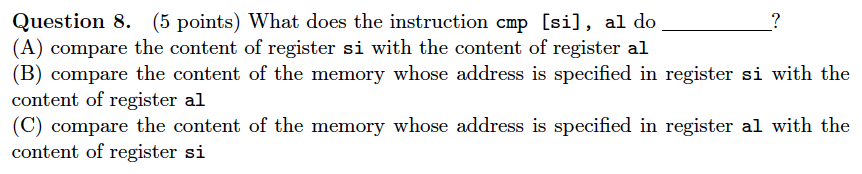 Question 8. (5 points) What does the instruction cmp [si], al do ___________?
(A) compare the content of register si with the content of register al
(B) compare the content of the memory whose address is specified in register si with the
content of register al
(C) compare the content of the memory whose address is specified in register al with the
content of register si